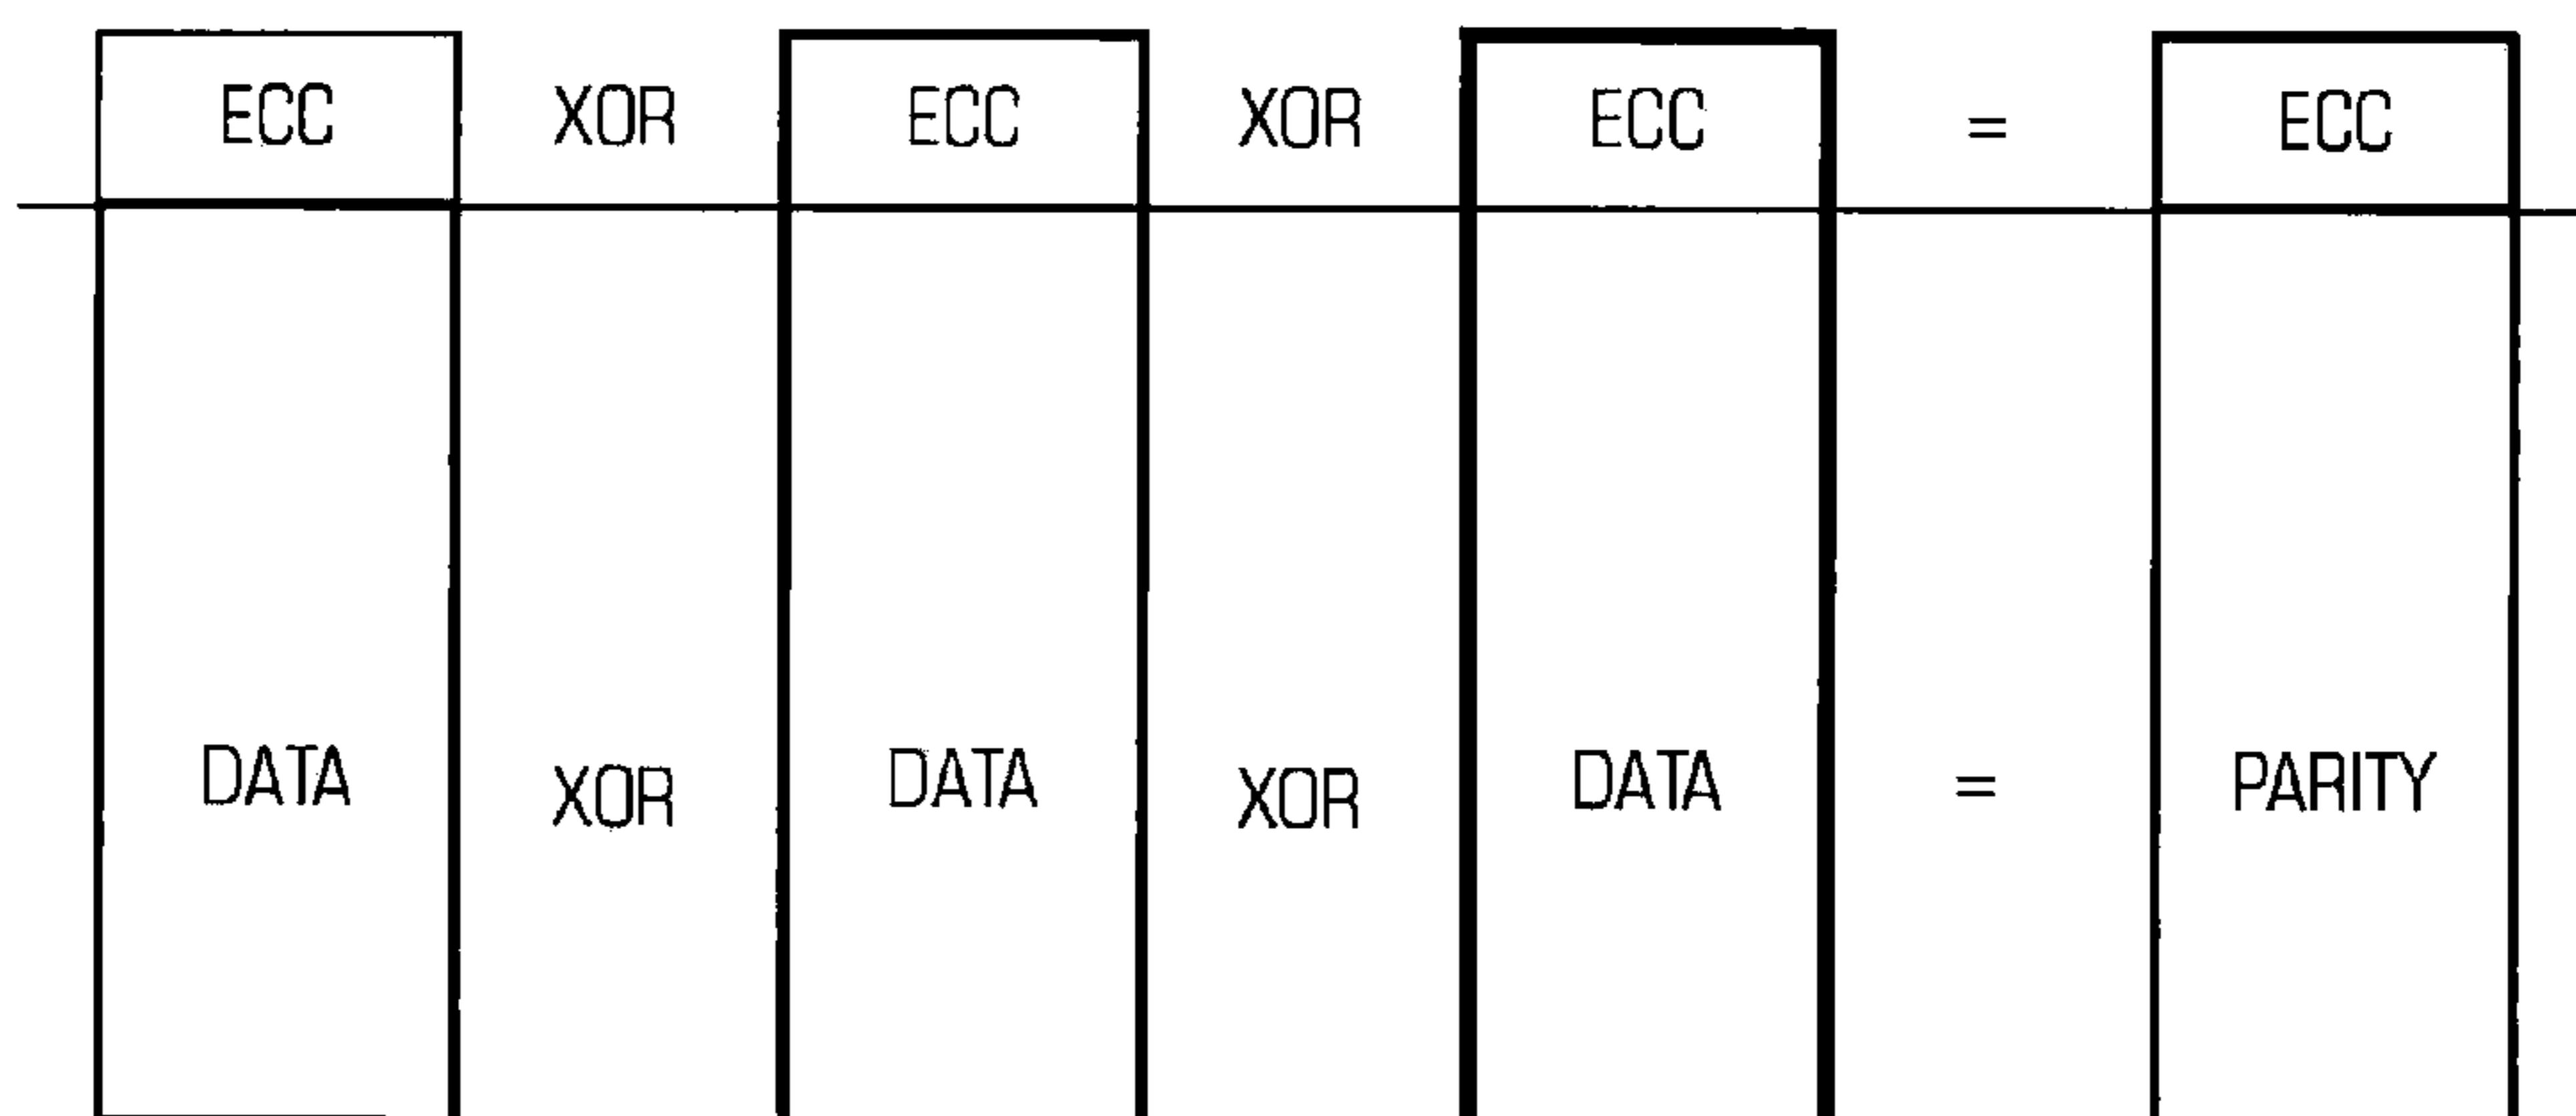 ECC XOR ECC XOR ECC = ECC
DATA XOR DATA XOR DATA = PARITY